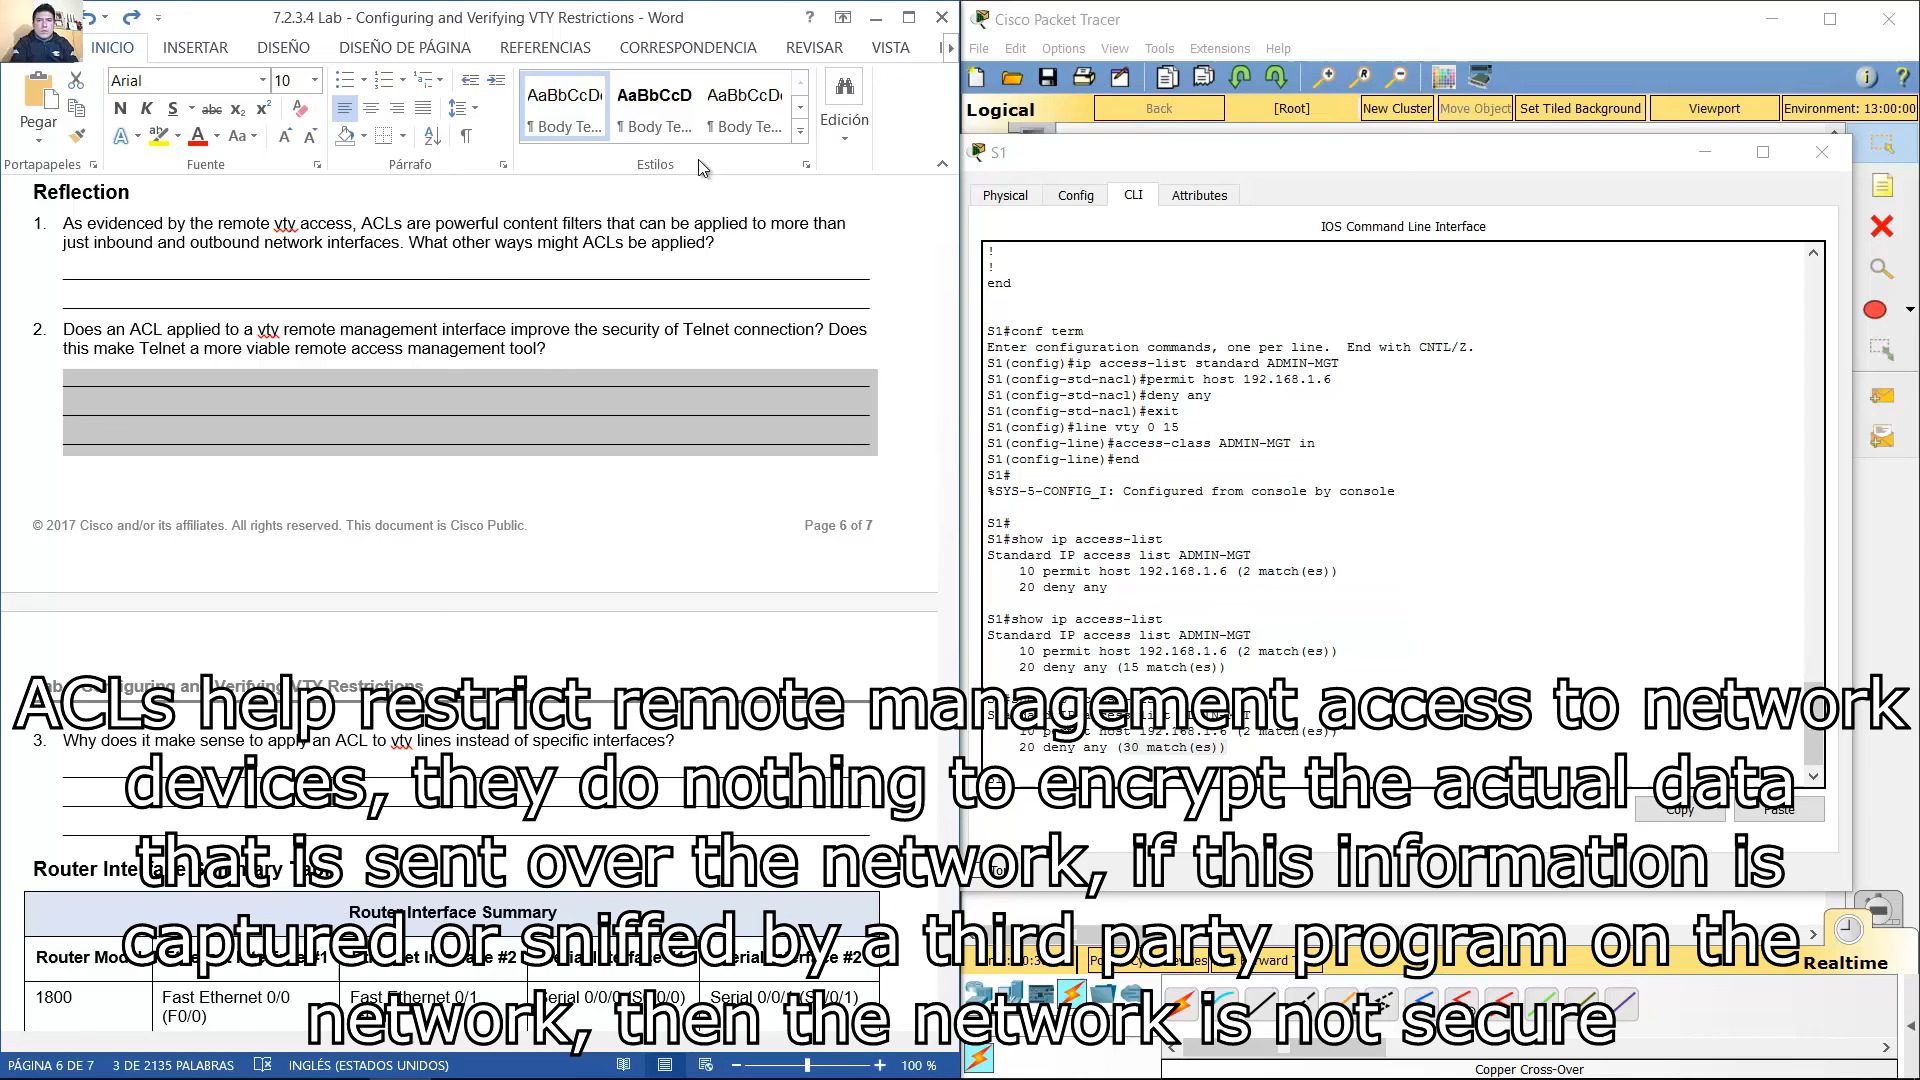 7.2.3.4 Lab - Configuring and Verifying VTY Restrictions - Word
INICIO INSERTAR DISEÑO DISEÑO DE PÁGINA REFERENCIAS CORRESPONDENCIA REVISAR VISTA
Arial 10
Pegar
N K S abc x₂ x²
A A Aa A A
AaBbCcDc AaBbCcD AaBbCcDc
¶ Body Te... ¶ Body Te... ¶ Body Te...
Edición
Portapapeles Fuente Párrafo Estilos
Reflection
1. As evidenced by the remote vty access, ACLs are powerful content filters that can be applied to more than
just inbound and outbound network interfaces. What other ways might ACLs be applied?
2. Does an ACL applied to a vty remote management interface improve the security of Telnet connection? Does
this make Telnet a more viable remote access management tool?
© 2017 Cisco and/or its affiliates. All rights reserved. This document is Cisco Public. Page 6 of 7
3. Why does it make sense to apply an ACL to vty lines instead of specific interfaces?
Router Interface Summary
1800 Fast Ethernet 0/0
(F0/0)
PÁGINA 6 DE 7 3 DE 2135 PALABRAS INGLÉS (ESTADOS UNIDOS) 100 %
Cisco Packet Tracer
File Edit Options View Tools Extensions Help
Logical Back [Root] New Cluster Move Object Set Tiled Background Viewport Environment: 13:00:00
S1
Physical Config CLI Attributes
IOS Command Line Interface
!
!
end
S1#conf term
Enter configuration commands, one per line. End with CNTL/Z.
S1(config)#ip access-list standard ADMIN-MGT
S1(config-std-nacl)#permit host 192.168.1.6
S1(config-std-nacl)#deny any
S1(config-std-nacl)#exit
S1(config)#line vty 0 15
S1(config-line)#access-class ADMIN-MGT in
S1(config-line)#end
S1#
%SYS-5-CONFIG_I: Configured from console by console
S1#
S1#show ip access-list
Standard IP access list ADMIN-MGT
10 permit host 192.168.1.6 (2 match(es))
20 deny any
S1#show ip access-list
Standard IP access list ADMIN-MGT
10 permit host 192.168.1.6 (2 match(es))
20 deny any (15 match(es))
10 permit host 192.168.1.6 (2 match(es))
20 deny any (30 match(es))
Copy Paste
Realtime
Copper Cross-Over
ACLs help restrict remote management access to network
devices, they do nothing to encrypt the actual data
that is sent over the network, if this information is
captured or sniffed by a third party program on the
network, then the network is not secure